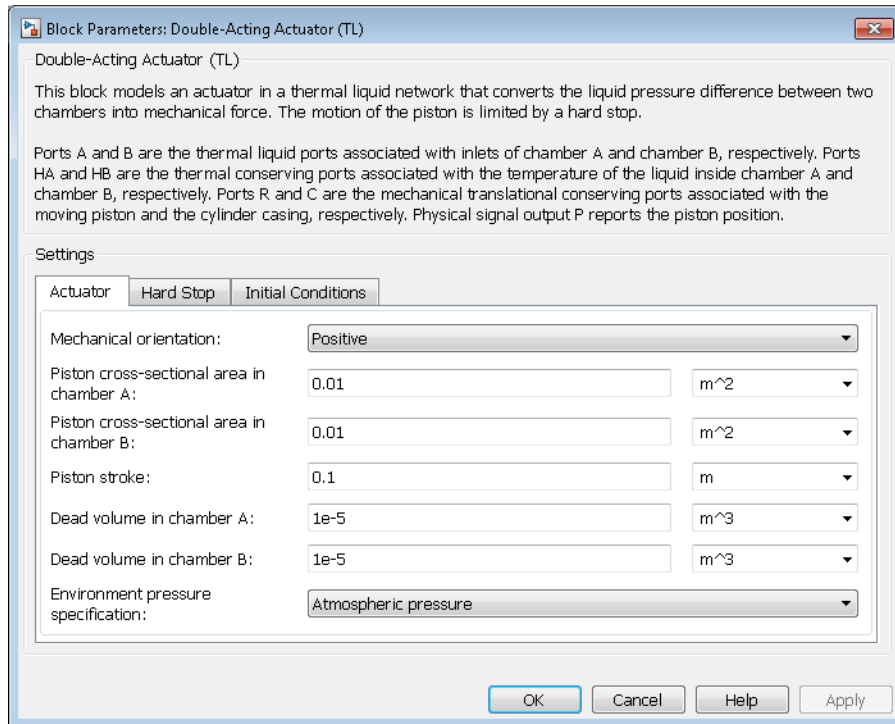 Block Parameters: Double-Acting Actuator (TL)
Double-Acting Actuator (TL)
This block models an actuator in a thermal liquid network that converts the liquid pressure difference between two
chambers into mechanical force. The motion of the piston is limited by a hard stop.
Ports A and B are the thermal liquid ports associated with inlets of chamber A and chamber B, respectively. Ports
HA and HB are the thermal conserving ports associated with the temperature of the liquid inside chamber A and
chamber B, respectively. Ports R and C are the mechanical translational conserving ports associated with the
moving piston and the cylinder casing, respectively. Physical signal output P reports the piston position.
Settings
Actuator Hard Stop Initial Conditions
Mechanical orientation: Positive
Piston cross-sectional area in
chamber A: 0.01 m^2
Piston cross-sectional area in
chamber B: 0.01 m^2
Piston stroke: 0.1 m
Dead volume in chamber A: 1e-5 m^3
Dead volume in chamber B: 1e-5 m^3
Environment pressure
specification: Atmospheric pressure
OK Cancel Help Apply